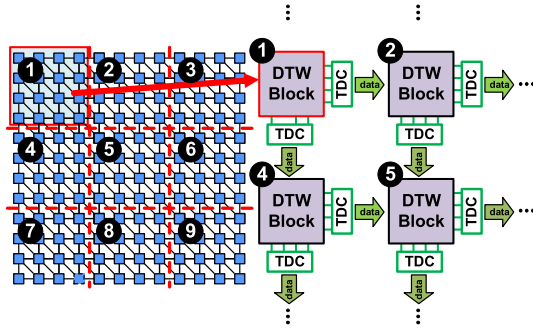 1 2 3
4 5 6
7 8 9
1
DTW
Block
TDC
data
TDC
data
2
DTW
Block
TDC
data
TDC
data
...
4
DTW
Block
TDC
data
TDC
data
5
DTW
Block
TDC
data
TDC
data
...